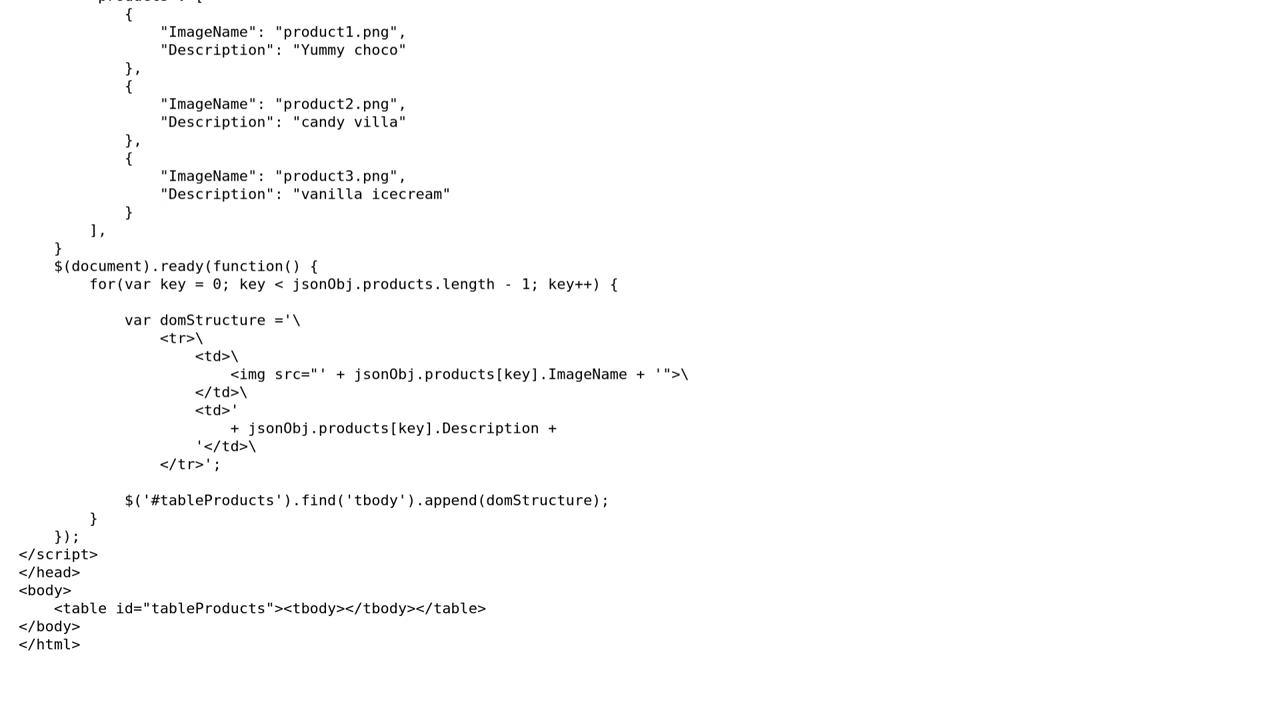 "products": [
            {
                "ImageName": "product1.png",
                "Description": "Yummy choco"
            },
            {
                "ImageName": "product2.png",
                "Description": "candy villa"
            },
            {
                "ImageName": "product3.png",
                "Description": "vanilla icecream"
            }
        ],
    }
    $(document).ready(function() {
        for(var key = 0; key < jsonObj.products.length - 1; key++) {
            var domStructure ='\
                <tr>\
                    <td>\
                        <img src="' + jsonObj.products[key].ImageName + '">\
                    </td>\
                    <td>'
                        + jsonObj.products[key].Description +
                    '</td>\
                </tr>';
            $('#tableProducts').find('tbody').append(domStructure);
        }
    });
</script>
</head>
<body>
    <table id="tableProducts"><tbody></tbody></table>
</body>
</html>